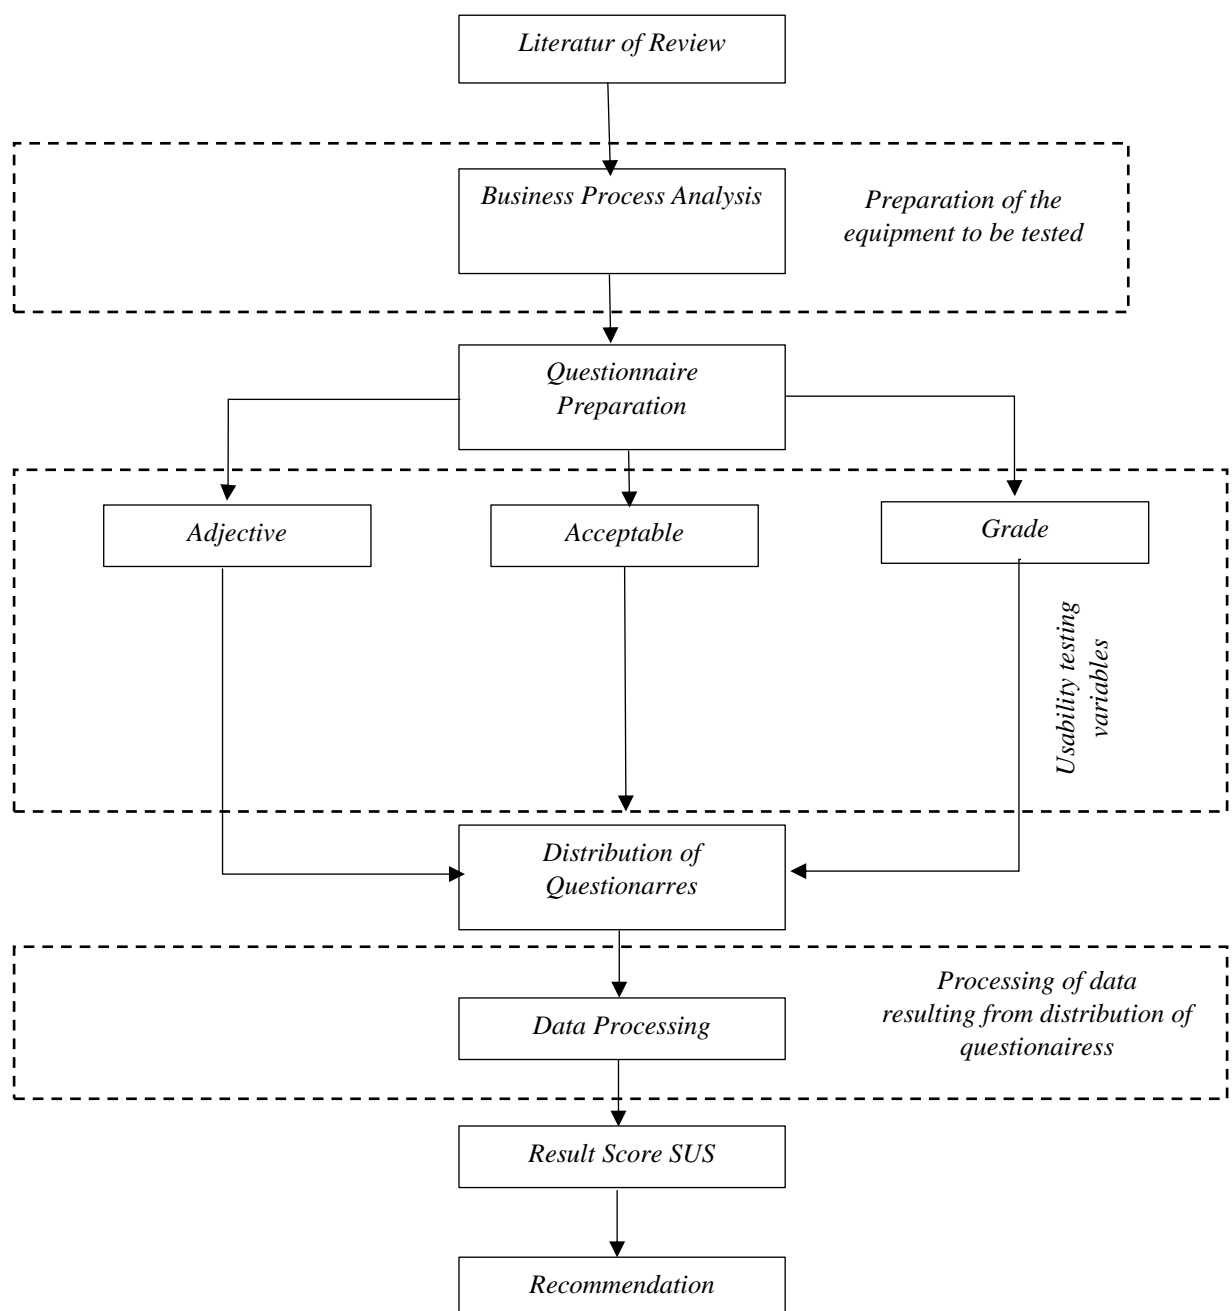 Literatur of Review
Business Process Analysis
Preparation of the
equipment to be tested
Questionnaire
Preparation
Adjective
Acceptable
Grade
Usability testing
variables
Distribution of
Questionarres
Processing of data
resulting from distribution of
questionairess
Data Processing
Result Score SUS
Recommendation